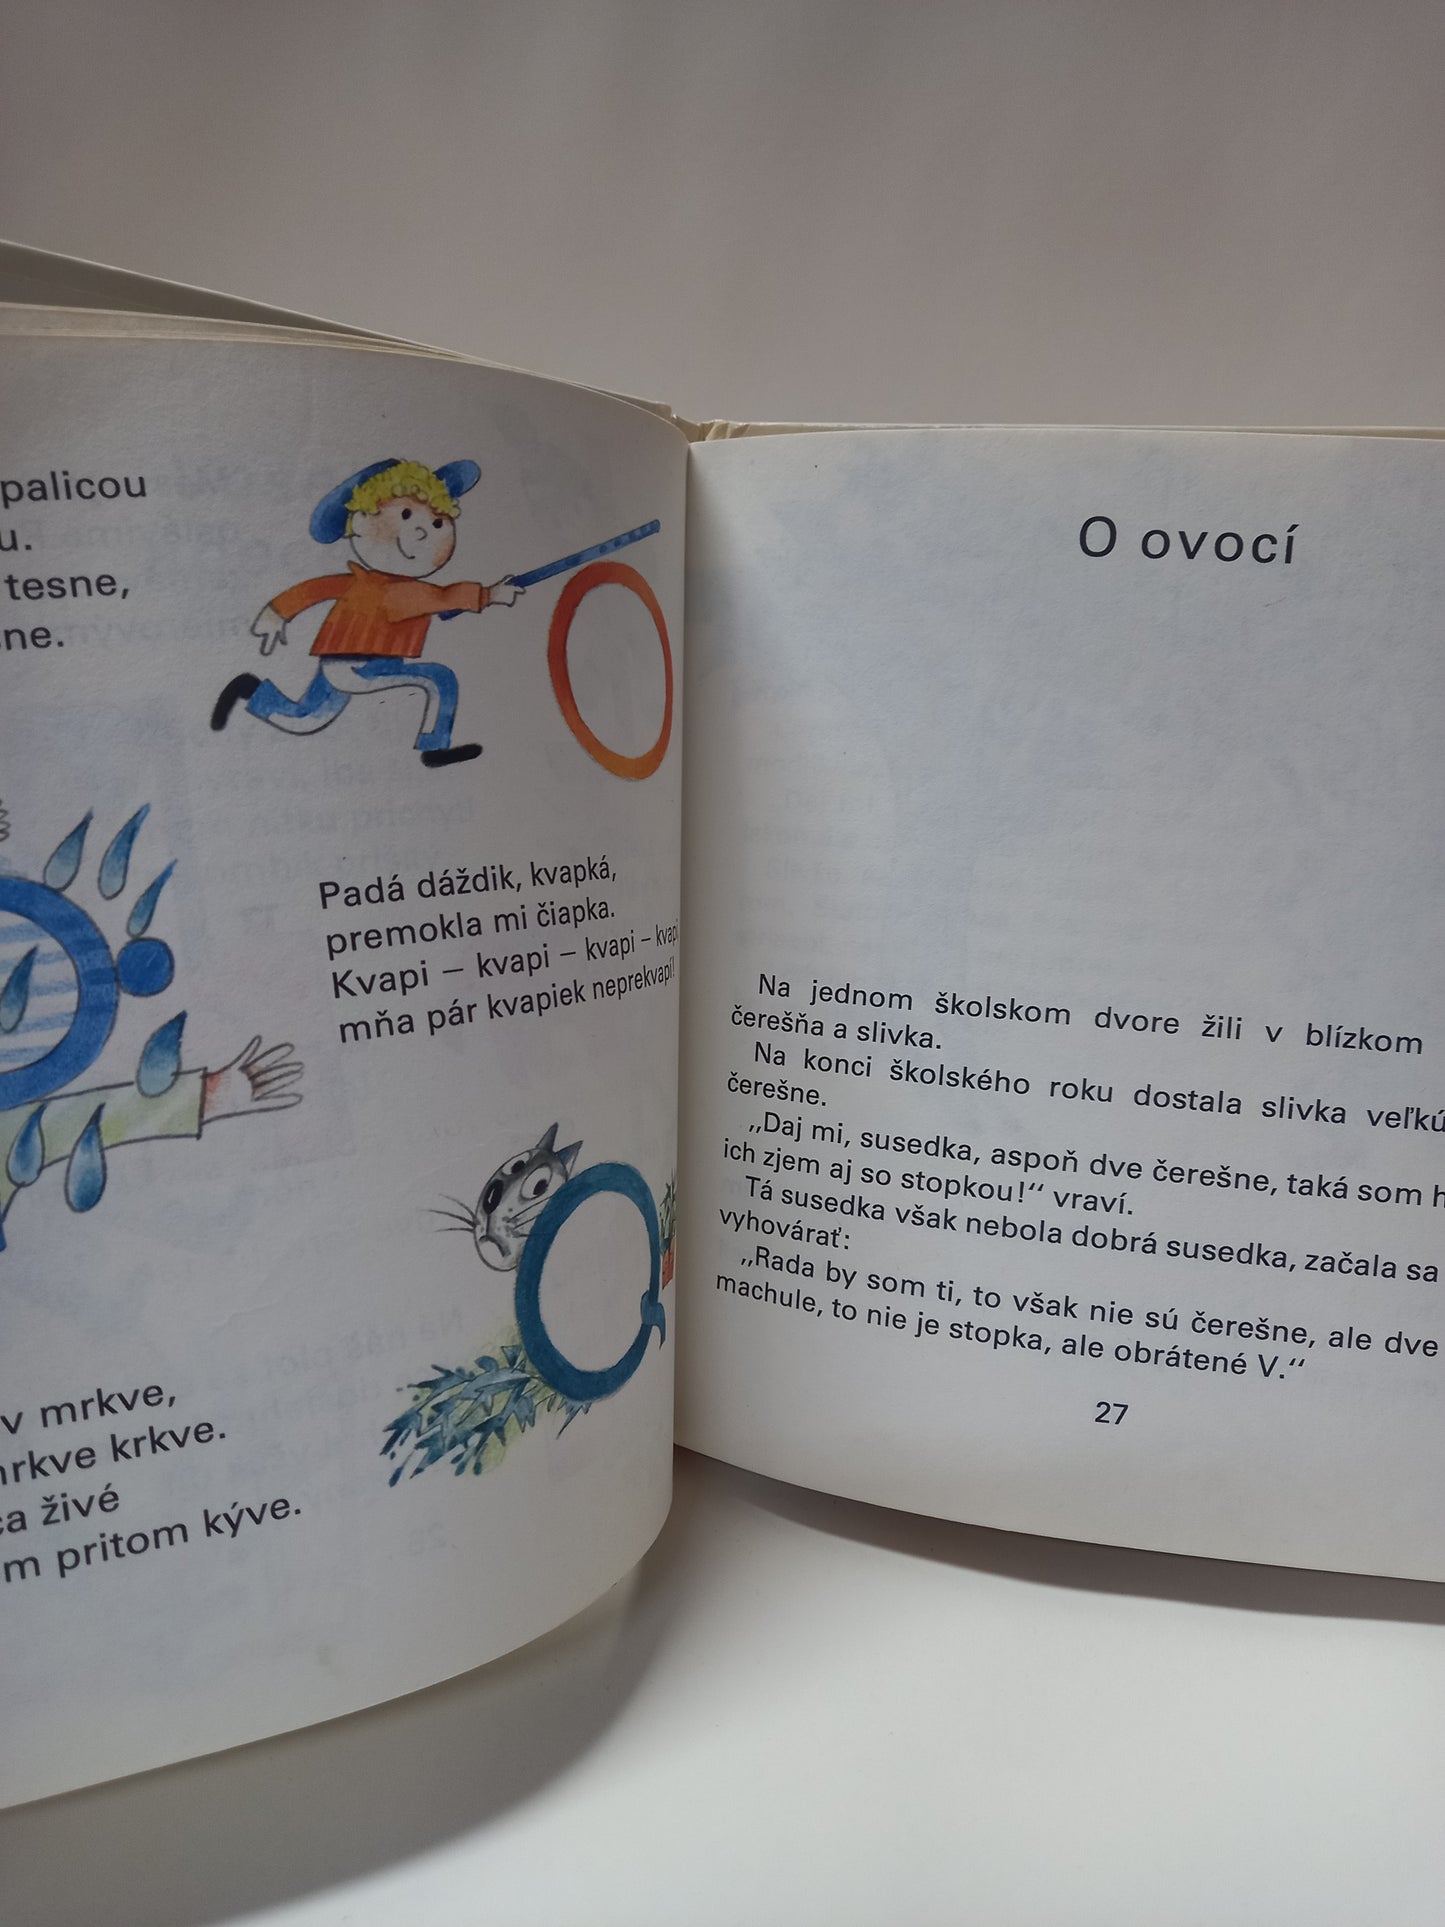 palicou
u.
tesne,
ne.
Padá dáždik, kvapká,
premokla mi čiapka.
Kvapi – kvapi – kvapi – kvapi
mňa pár kvapiek neprekvapí!
v mrkve,
mrkve krkve.
ca živé
m pritom kýve.
O ovocí
Na jednom školskom dvore žili v blízkom
čerešňa a slivka.
Na konci školského roku dostala slivka veľkú
čerešne.
„Daj mi, susedka, aspoň dve čerešne, taká som h
ich zjem aj so stopkou!“ vraví.
Tá susedka však nebola dobrá susedka, začala sa
vyhovárať:
„Rada by som ti, to však nie sú čerešne, ale dve
machule, to nie je stopka, ale obrátené V.“
27